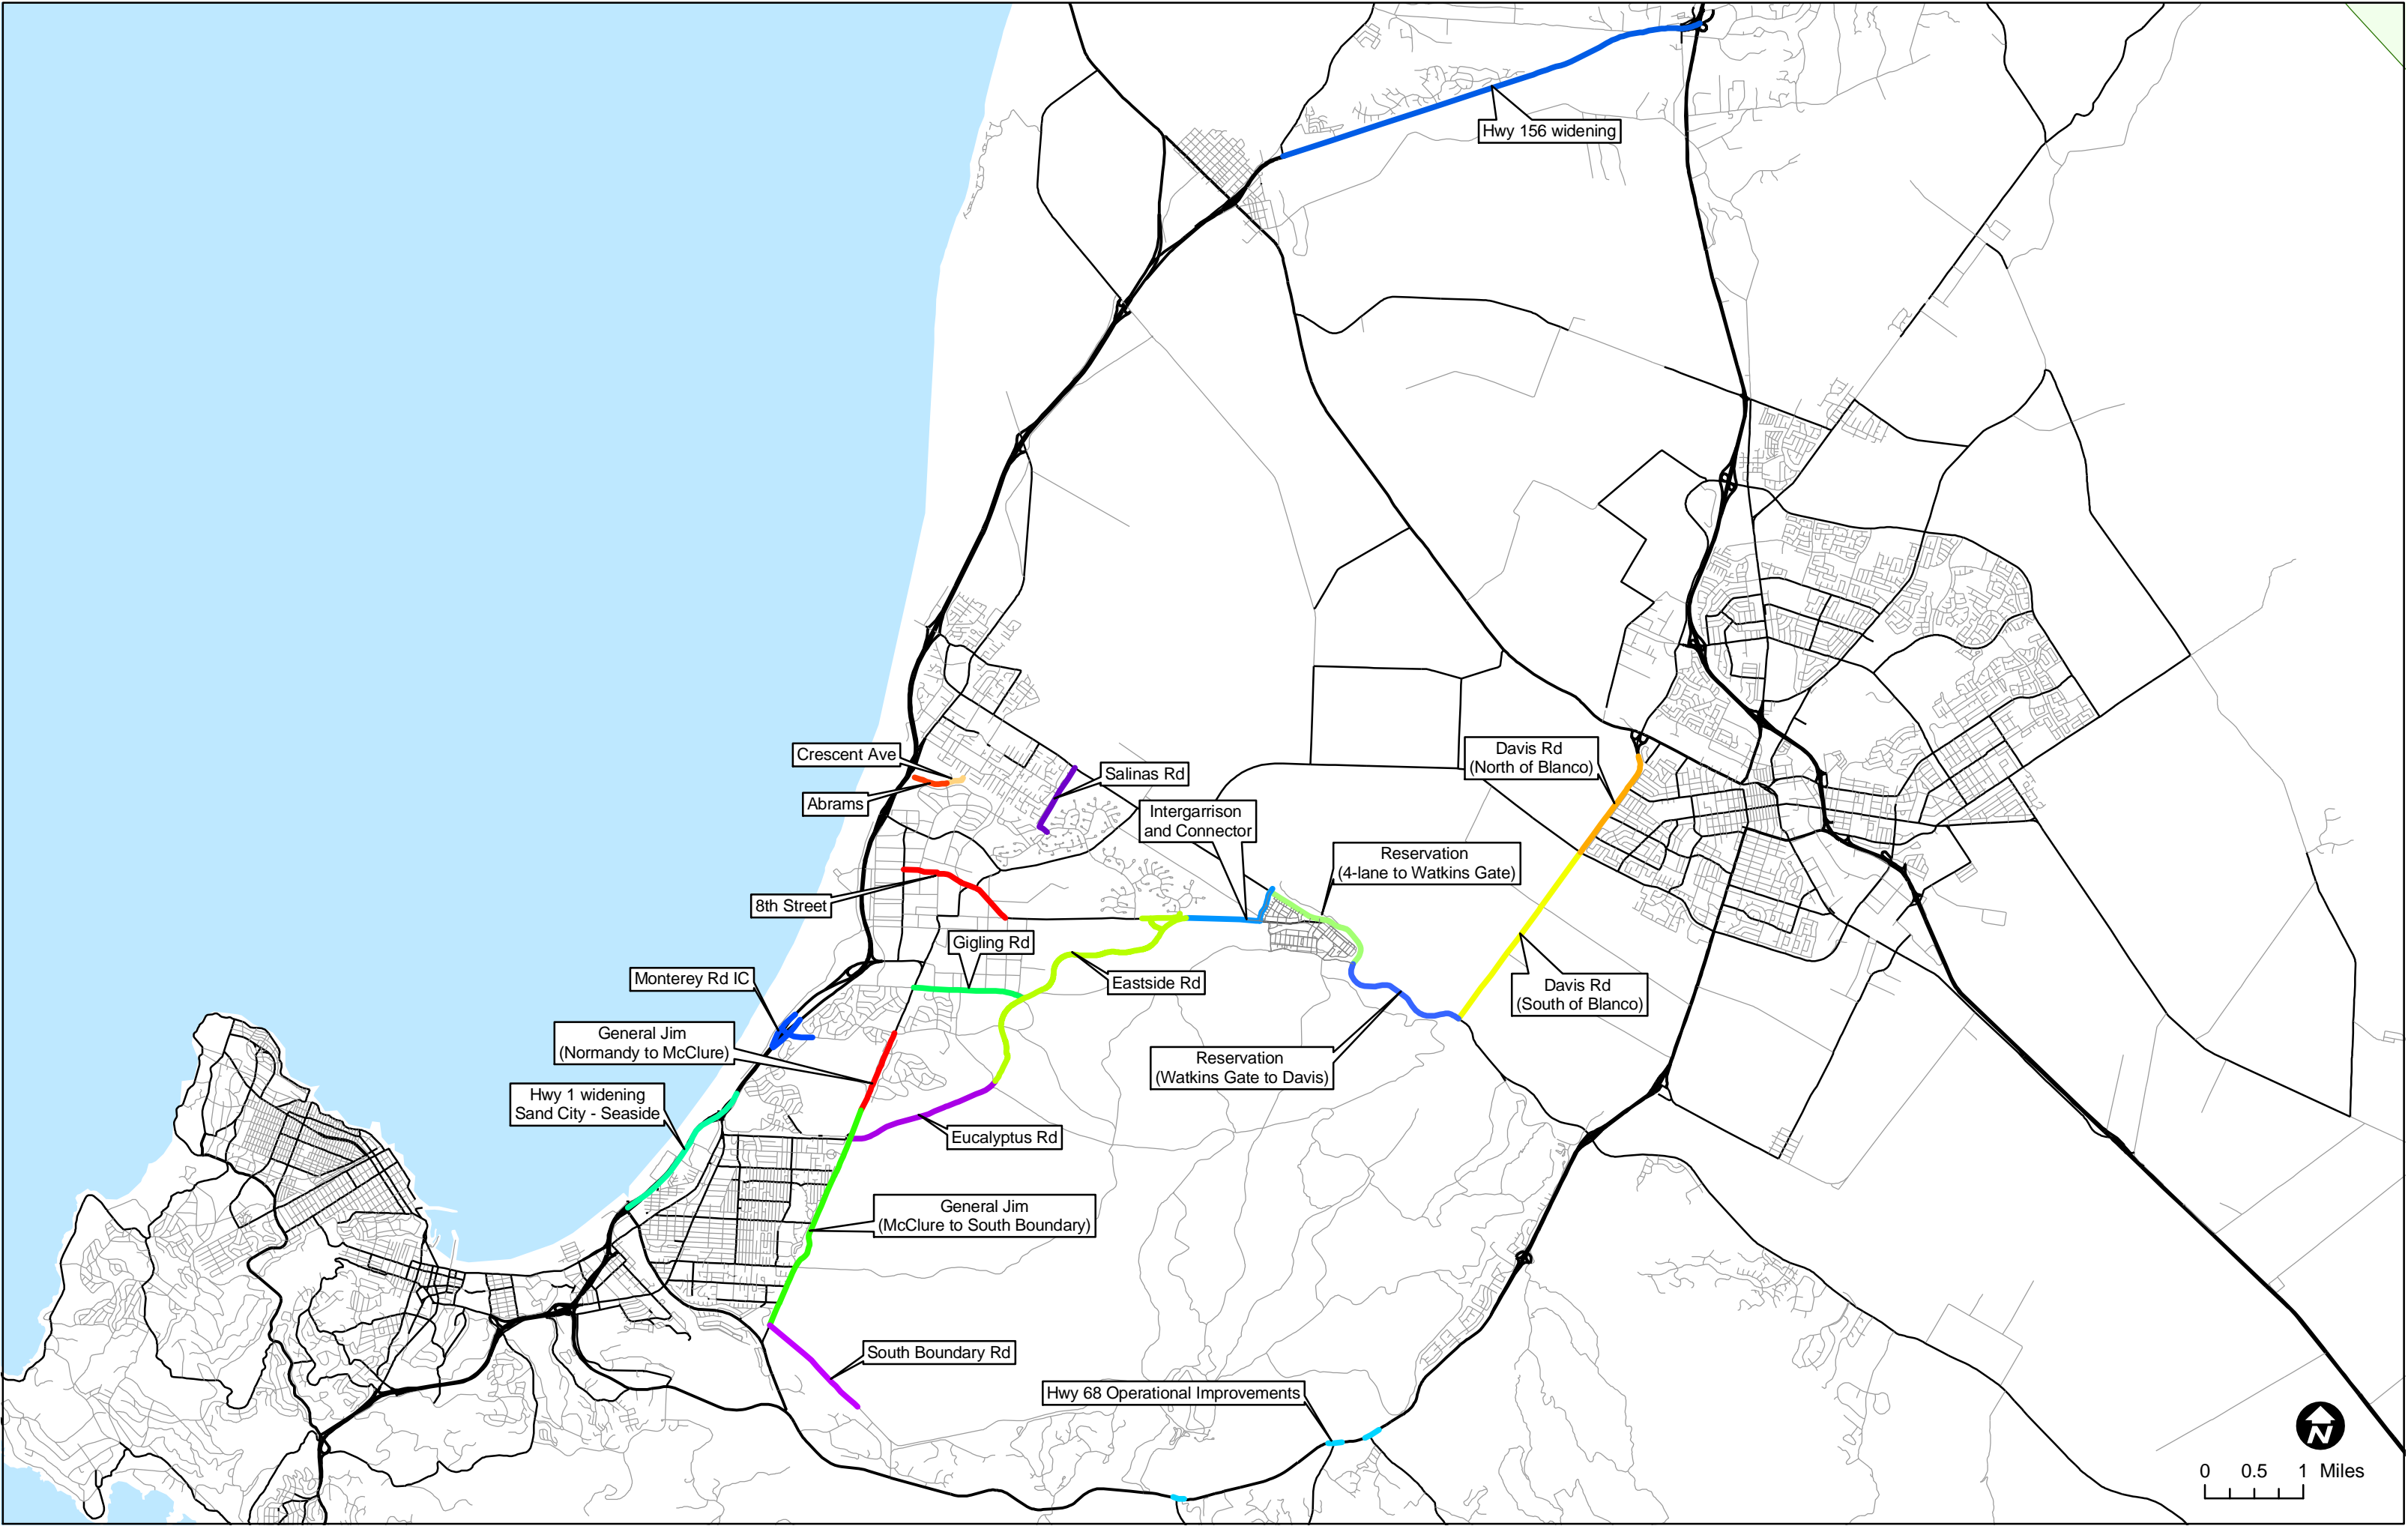 Hwy 156 widening
Crescent Ave
Abrams
Salinas Rd
Davis Rd
(North of Blanco)
Intergarrison
and Connector
Reservation
(4-lane to Watkins Gate)
8th Street
Gigling Rd
Monterey Rd IC
Eastside Rd
Davis Rd
(South of Blanco)
General Jim
(Normandy to McClure)
Reservation
(Watkins Gate to Davis)
Hwy 1 widening
Sand City - Seaside
Eucalyptus Rd
General Jim
(McClure to South Boundary)
South Boundary Rd
Hwy 68 Operational Improvements
N
0 0.5 1 Miles